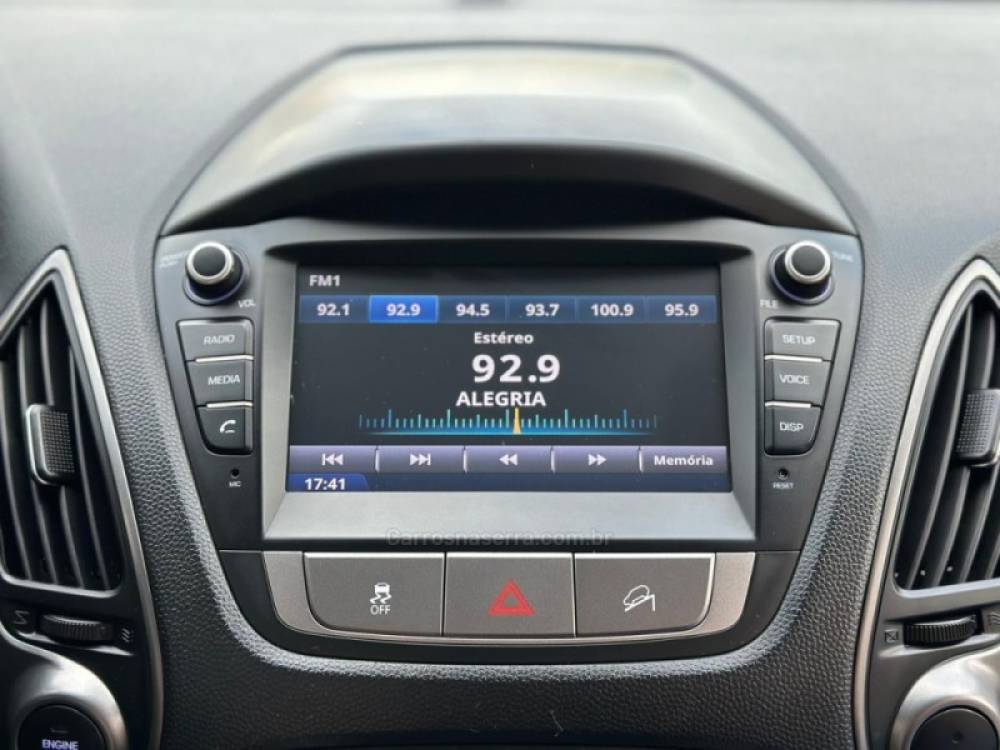 FM1
92.1 92.9 94.5 93.7 100.9 95.9
Estéreo
92.9
ALEGRIA
Memória
17:41
VOL
RADIO
MEDIA
MIC
TUNE
FILE
SETUP
VOICE
DISP
RESET
Carrosnaserra.com.br
OFF
ENGINE